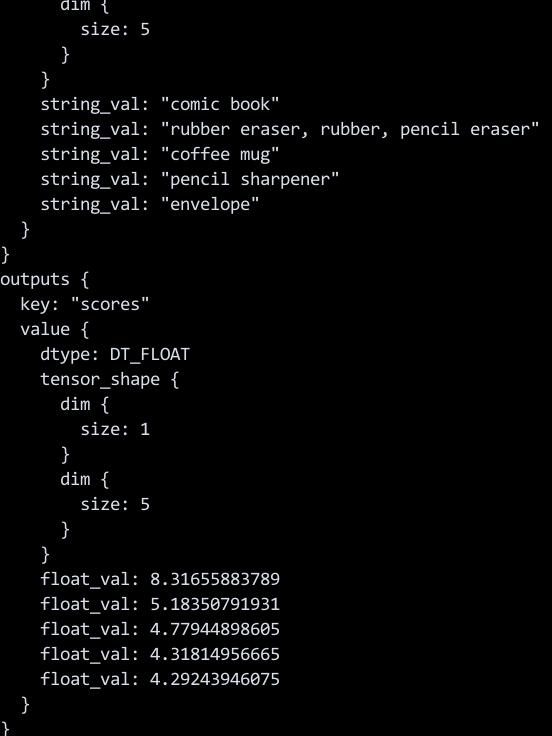 dim {
size: 5
}
}
string_val: "comic book"
string_val: "rubber eraser, rubber, pencil eraser"
string_val: "coffee mug"
string_val: "pencil sharpener"
string_val: "envelope"
}
}
outputs {
key: "scores"
value {
dtype: DT_FLOAT
tensor_shape {
dim {
size: 1
}
dim {
size: 5
}
}
float_val: 8.31655883789
float_val: 5.18350791931
float_val: 4.77944898605
float_val: 4.31814956665
float_val: 4.29243946075
}
}